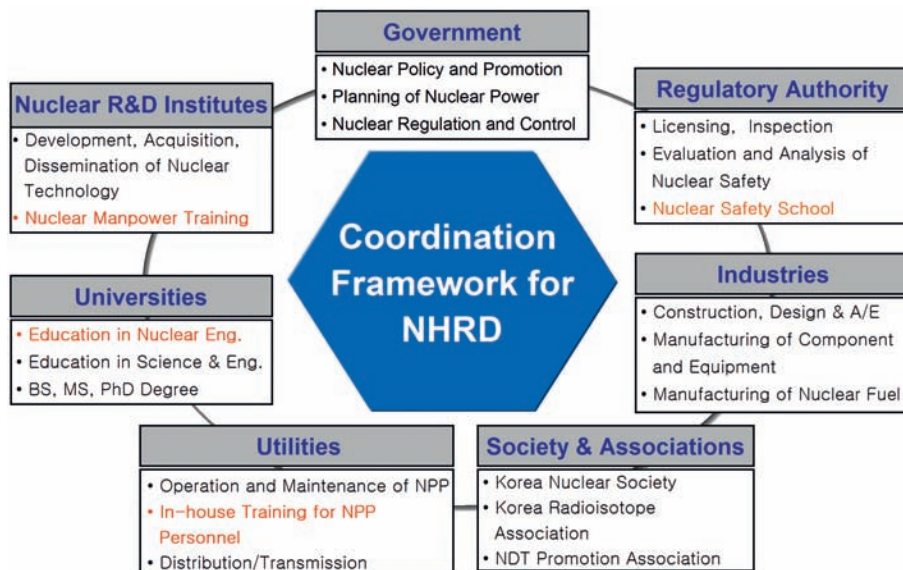 Government
• Nuclear Policy and Promotion
• Planning of Nuclear Power
• Nuclear Regulation and Control
Nuclear R&D Institutes
• Development, Acquisition,
Dissemination of Nuclear
Technology
• Nuclear Manpower Training
Regulatory Authority
• Licensing, Inspection
• Evaluation and Analysis of
Nuclear Safety
• Nuclear Safety School
Coordination
Framework for
NHRD
Universities
• Education in Nuclear Eng.
• Education in Science & Eng.
• BS, MS, PhD Degree
Industries
• Construction, Design & A/E
• Manufacturing of Component
and Equipment
• Manufacturing of Nuclear Fuel
Utilities
• Operation and Maintenance of NPP
• In-house Training for NPP
Personnel
• Distribution/Transmission
Society & Associations
• Korea Nuclear Society
• Korea Radioisotope
Association
• NDT Promotion Association